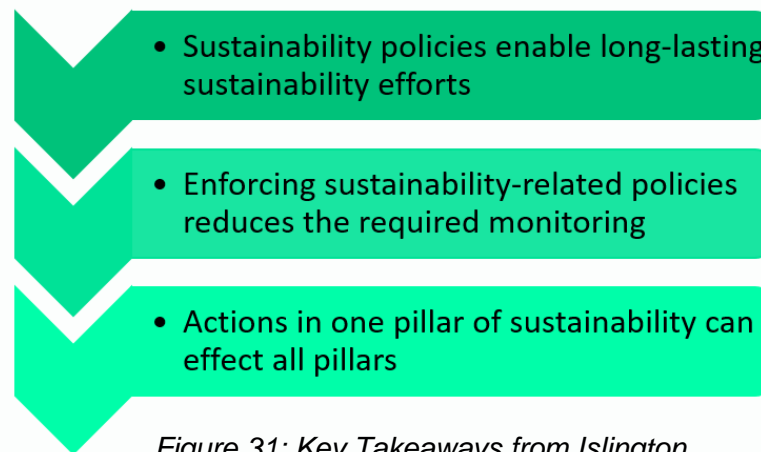 • Sustainability policies enable long-lasting
sustainability efforts
• Enforcing sustainability-related policies
reduces the required monitoring
• Actions in one pillar of sustainability can
effect all pillars
Figure 31: Key Takeaways from Islington